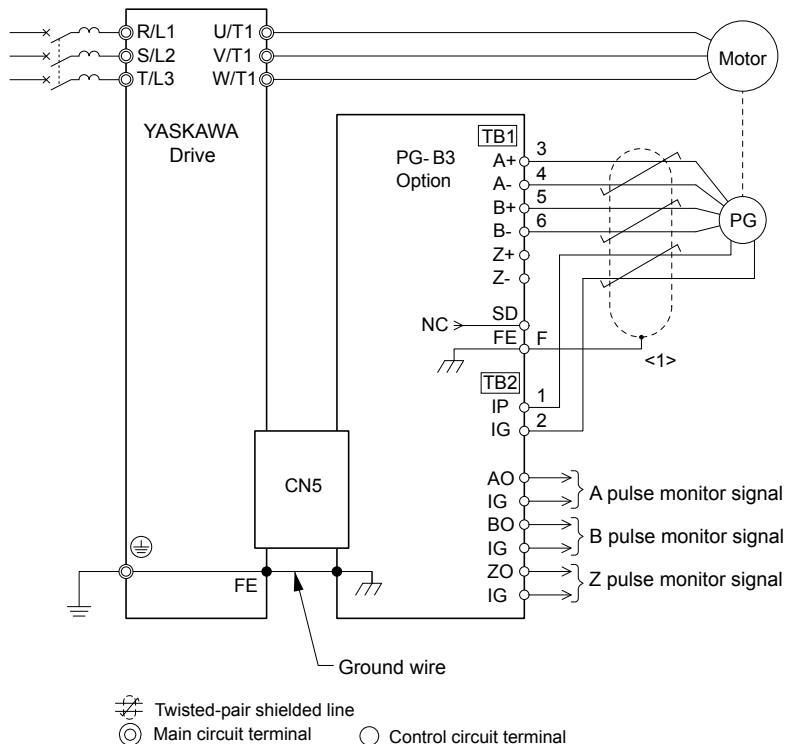 R/L1 U/T1
S/L2 V/T1
T/L3 W/T1
Motor
YASKAWA
Drive
PG-B3
Option
TB1
A+ 3
A- 4
B+ 5
B- 6
Z+
Z-
PG
NC SD
FE F
<1>
TB2
IP 1
IG 2
CN5
AO
IG
A pulse monitor signal
BO
IG
B pulse monitor signal
ZO
IG
Z pulse monitor signal
FE
Ground wire
Twisted-pair shielded line
Main circuit terminal
Control circuit terminal